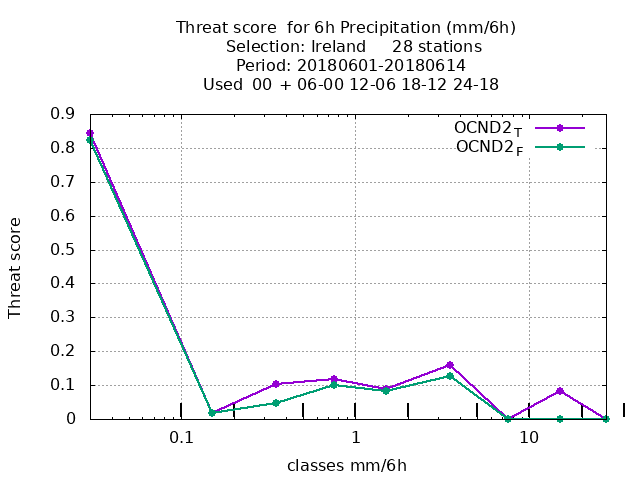 Threat score  for 6h Precipitation (mm/6h)
Selection: Ireland     28 stations
Period: 20180601-20180614
Used  00  + 06-00 12-06 18-12 24-18
OCND2_T
OCND2_F
0.9
0.8
0.7
0.6
0.5
0.4
0.3
0.2
0.1
0
Threat score
0.1 1 10
classes mm/6h